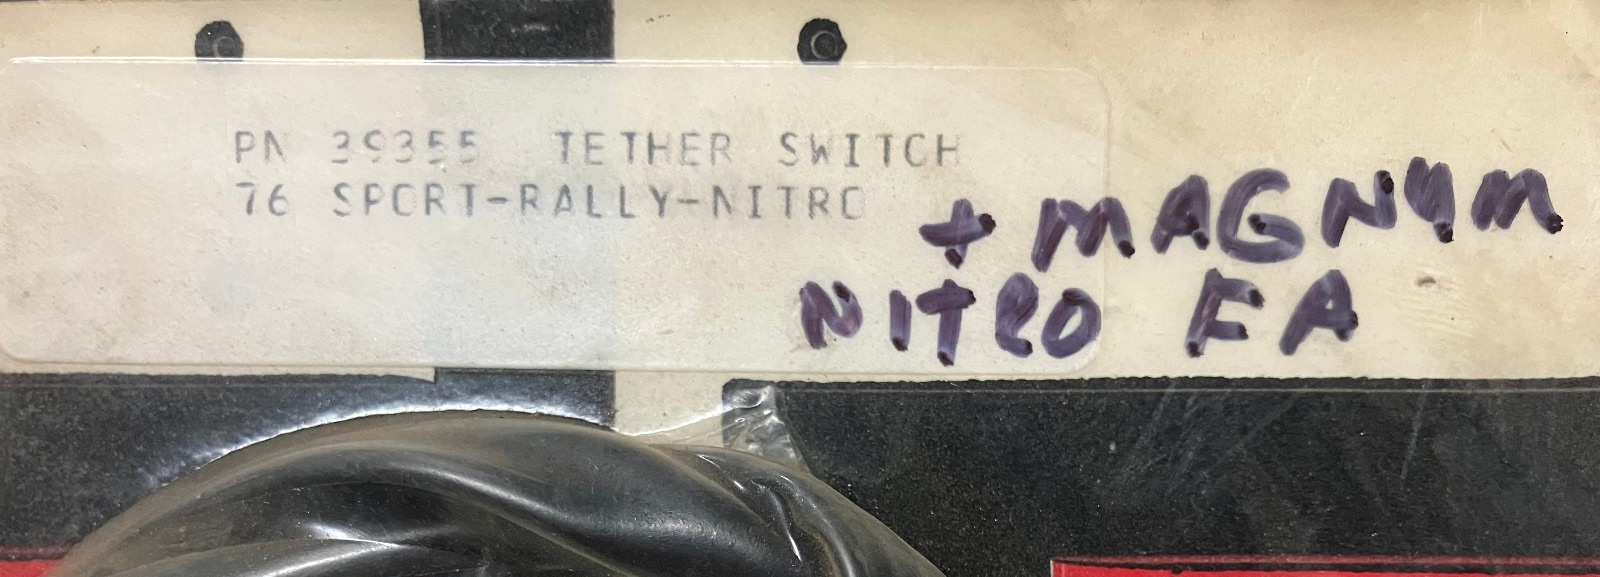 PN 39355 TETHER SWITCH
76 SPORT-RALLY-NITRO
+ MAGNUM
NITRO FA